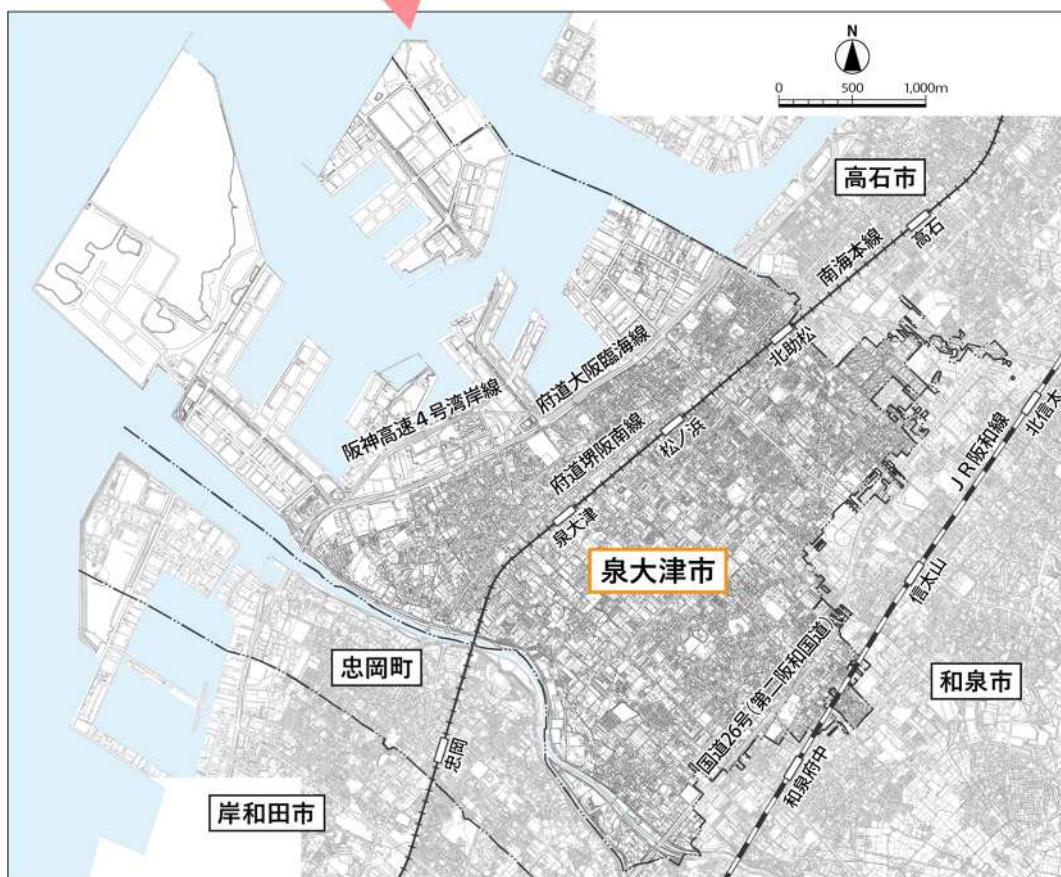 N
0 500 1,000m
高石市
高石
南海本線
北助松
府道大阪臨海線
阪神高速4号湾岸線
府道堺阪南線
松ノ浜
JR阪和線
北信太
泉大津
泉大津市
信太山
国道26号(第二阪和国道)
忠岡町
和泉市
忠岡
和泉府中
岸和田市